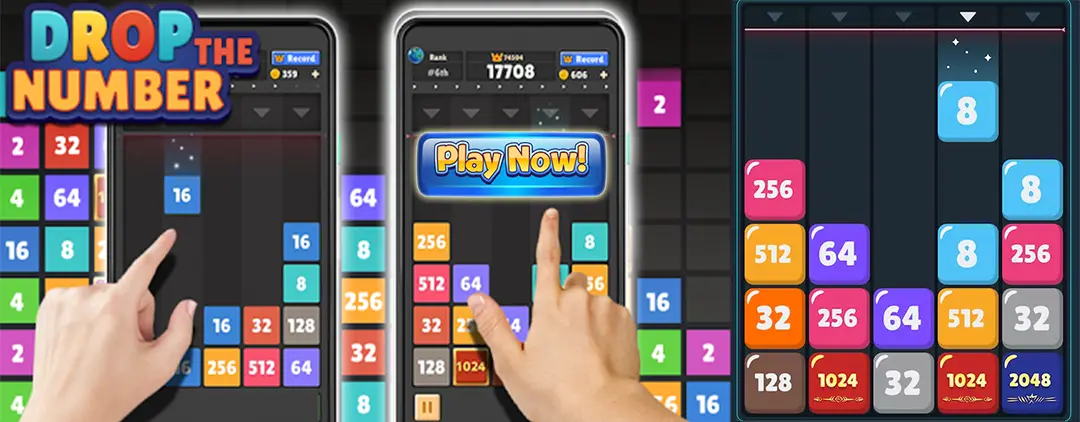 DROP THE
NUMBER
Record
359 +
2 32
4 64
16 8
4
2
4
16
16
8
16 32 128
16 256 512 64
64
8
256
32
8
Rank
#6th
74504
17708
Record
606 +
Play Now!
256 8
512 64
32
128 1024
2
16
4 2
16
8
256 8
512 64 8 256
32 256 64 512 32
128 1024 32 1024 2048